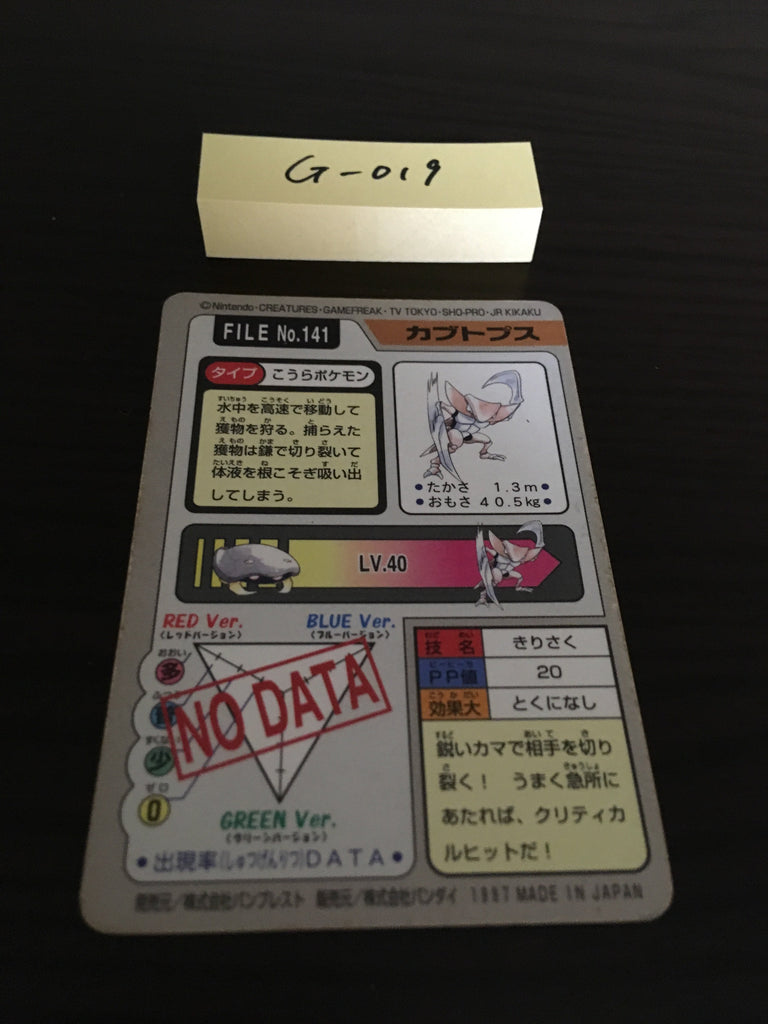 G-019
©Nintendo・CREATURES・GAMEFREAK・TV TOKYO・SHO-PRO・JR KIKAKU
FILE No.141
カブトプス
タイプ こうらポケモン
水中を高速で移動して
獲物を狩る。捕らえた
獲物は鎌で切り裂いて
体液を根こそぎ吸い出
してしまう。
●たかさ 1.3m●
●おもさ 40.5kg●
LV.40
RED Ver.
(レッドバージョン)
BLUE Ver.
(ブルーバージョン)
おおい
多
少
ゼロ
0
NO DATA
GREEN Ver.
(グリーンバージョン)
●出現率(しゅつげんりつ)DATA●
技名 きりさく
PP値 20
効果大 とくになし
鋭いカマで相手を切り
裂く! うまく急所に
あたれば、クリティカ
ルヒットだ!
発売元/株式会社バンプレスト 販売元/株式会社バンダイ 1997 MADE IN JAPAN